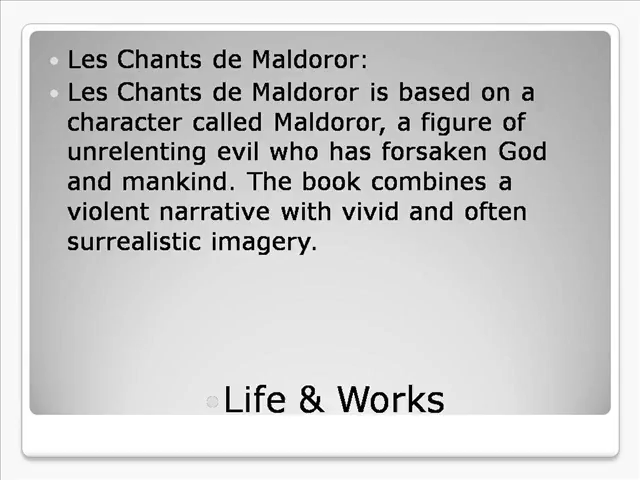 Les Chants de Maldoror:
Les Chants de Maldoror is based on a
character called Maldoror, a figure of
unrelenting evil who has forsaken God
and mankind. The book combines a
violent narrative with vivid and often
surrealistic imagery.
Life & Works